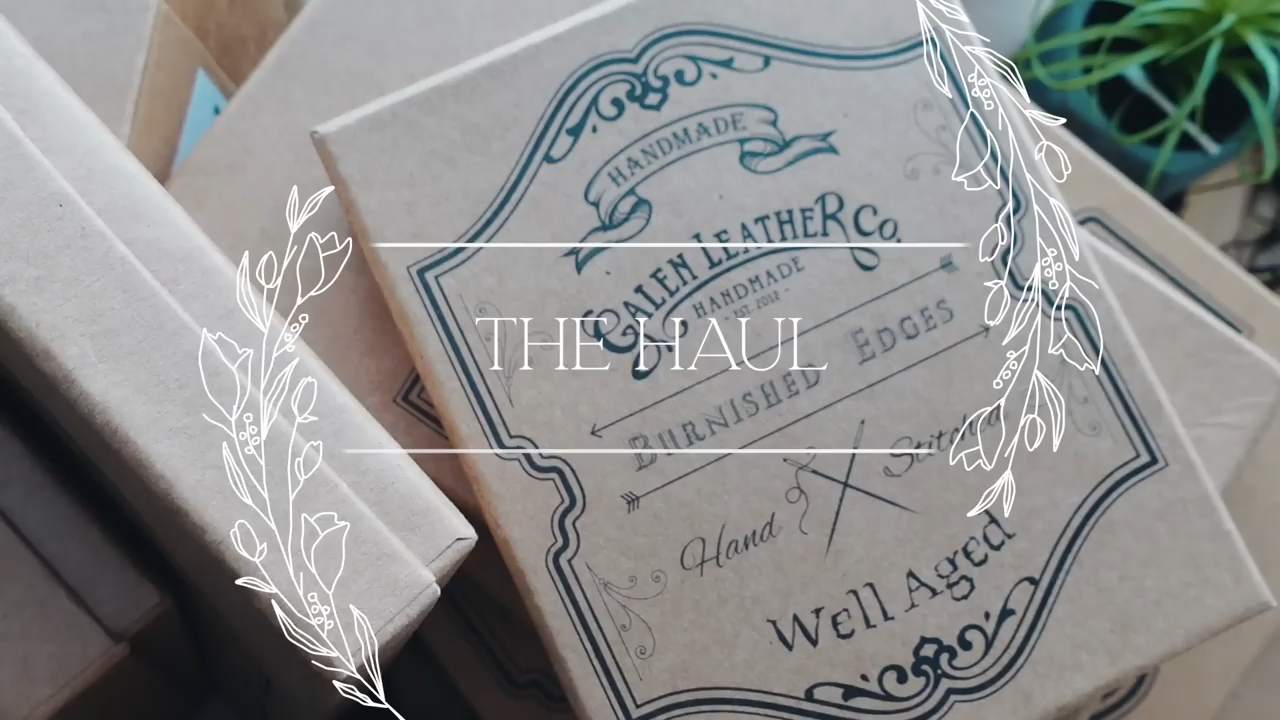 HANDMADE
GALEN LEATHER Co.
HANDMADE
- EST. 2012 -
THE HAUL
BURNISHED EDGES
Hand Stitched
Well Aged